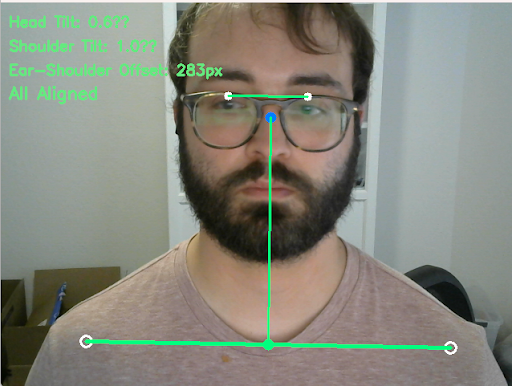 Head Tilt: 0.6??
Shoulder Tilt: 1.0??
Ear-Shoulder Offset: 283px
All Aligned